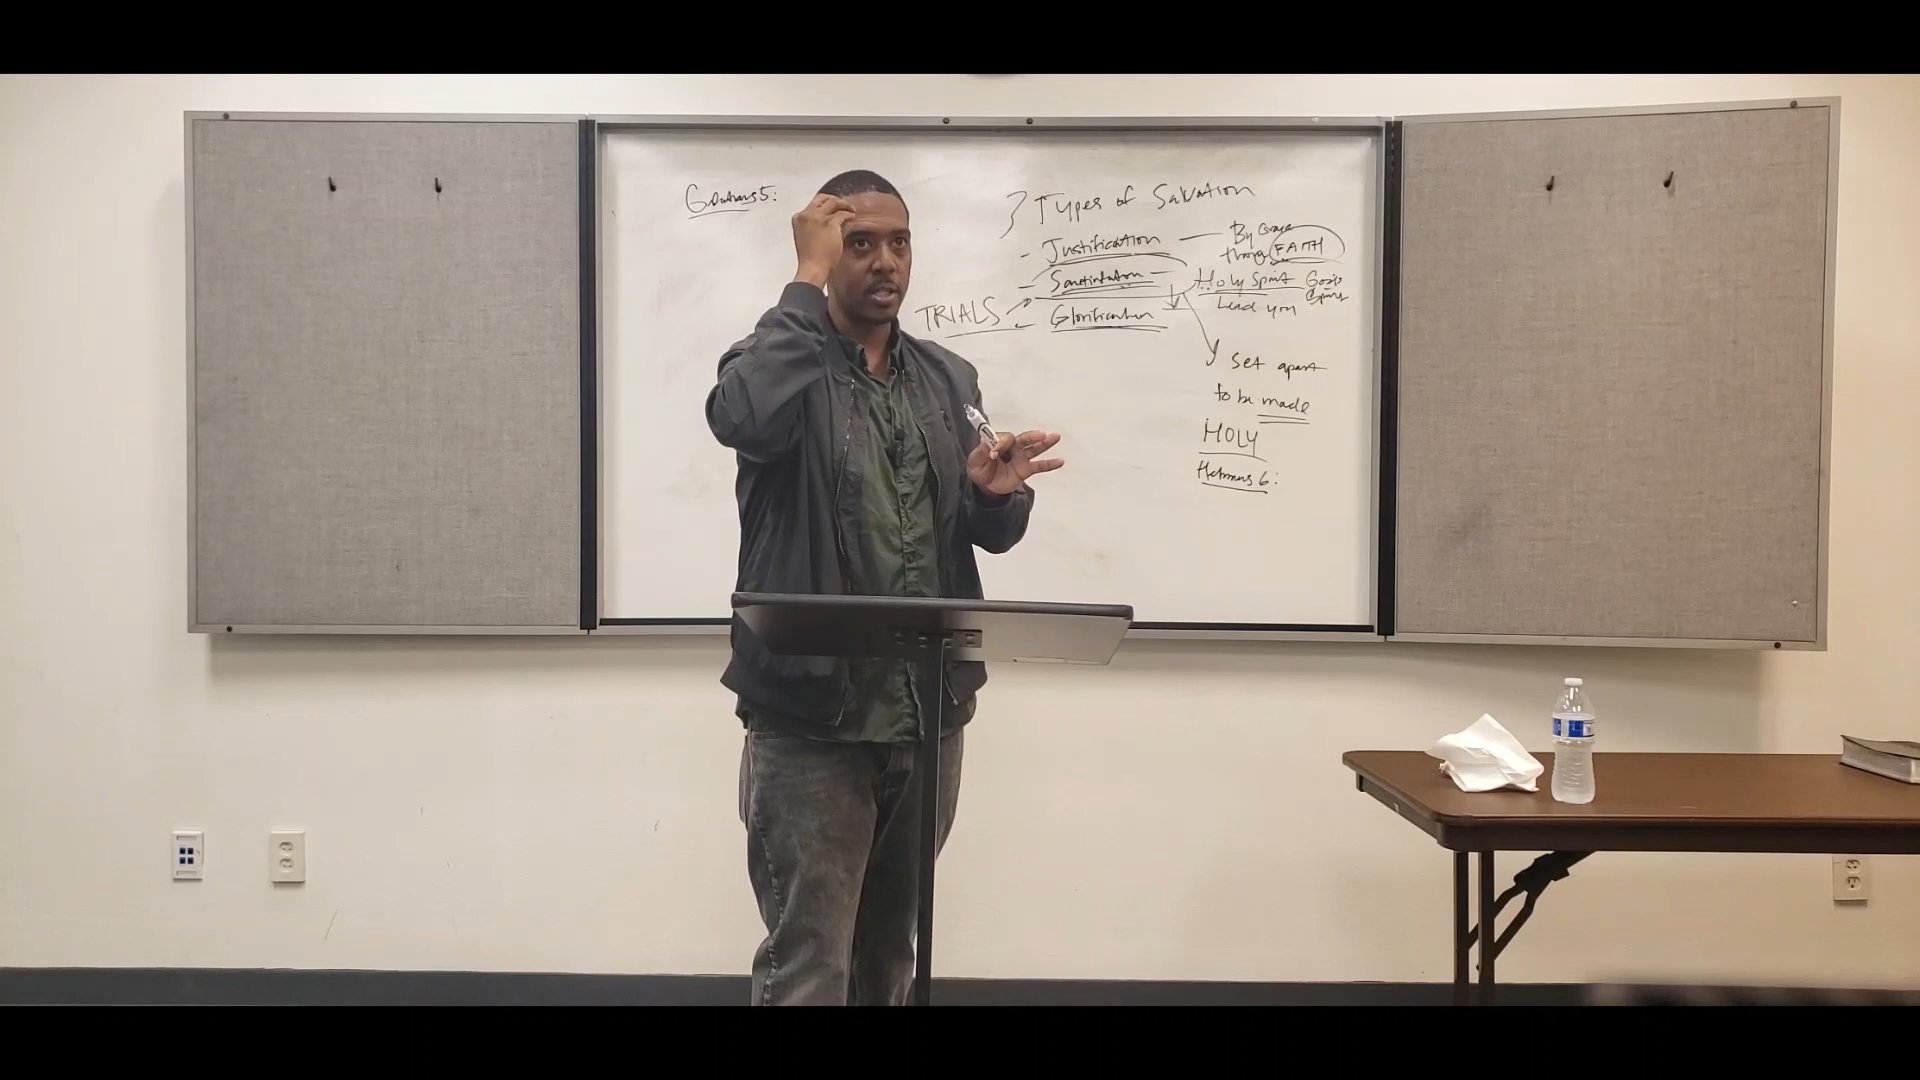 Galatians 5:
3 Types of Salvation
- Justification — By Grace
through FAITH
- Sanctification — Holy Spirit God's
Lead you Spirit
TRIALS - Glorification
set apart
to be made
HOLY
Hebrews 6: